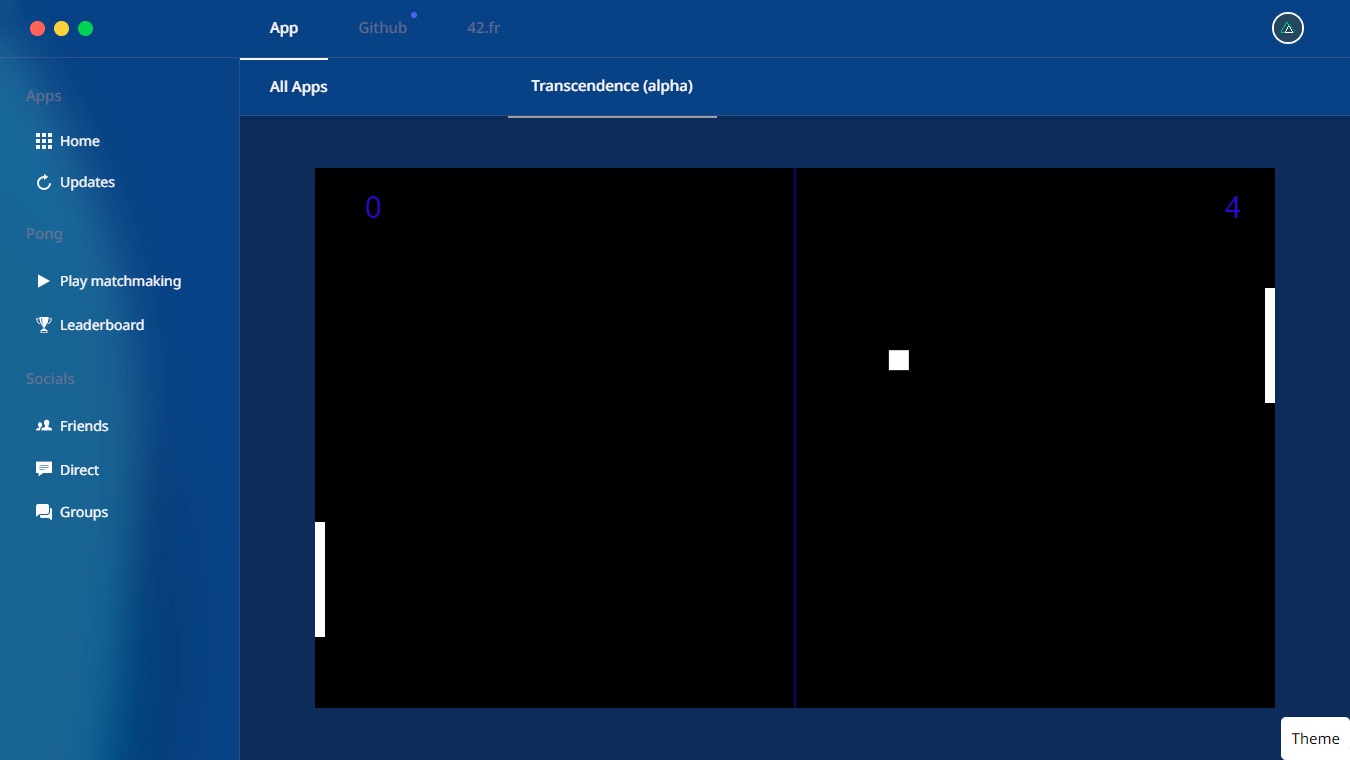 App
Github
42.fr
All Apps
Transcendence (alpha)
Apps
Home
Updates
Pong
Play matchmaking
Leaderboard
Socials
Friends
Direct
Groups
0
4
Theme